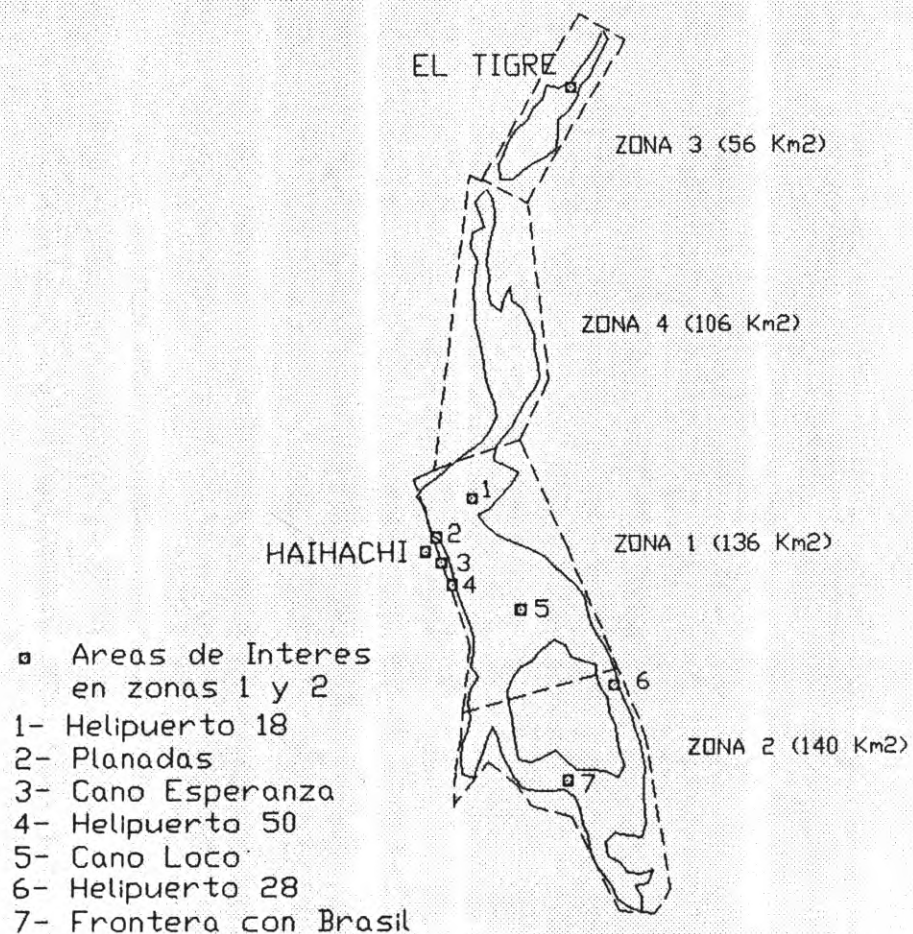 EL TIGRE
ZONA 3 (56 Km2)
ZONA 4 (106 Km2)
1
2
HAIHACHI
3
4
ZONA 1 (136 Km2)
5
6
ZONA 2 (140 Km2)
7
Areas de Interes
en zonas 1 y 2
1- Helipuerto 18
2- Planadas
3- Cano Esperanza
4- Helipuerto 50
5- Cano Loco
6- Helipuerto 28
7- Frontera con Brasil